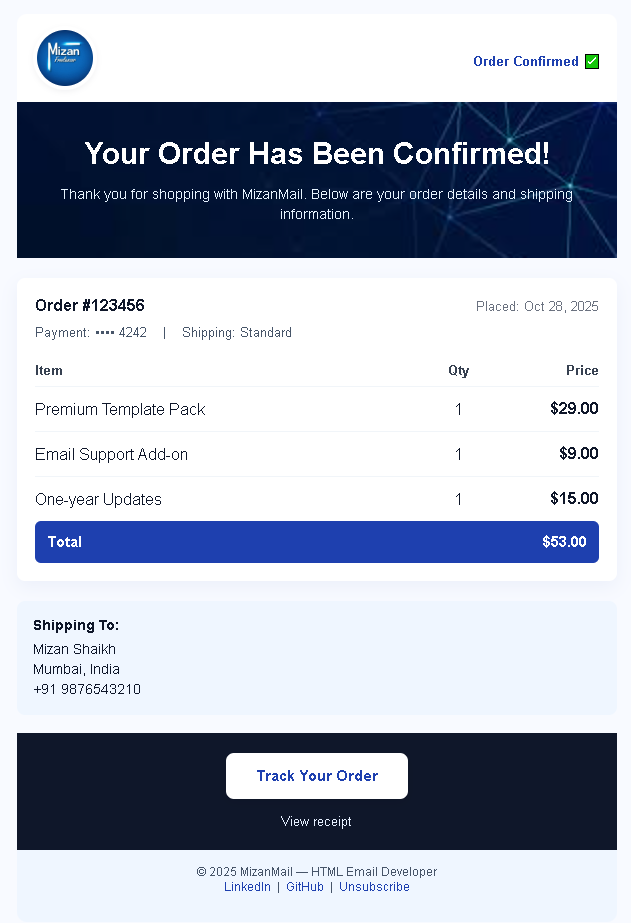 Mizan
Freelancer
Order Confirmed ✅
Your Order Has Been Confirmed!
Thank you for shopping with MizanMail. Below are your order details and shipping
information.
Order #123456 Placed: Oct 28, 2025
Payment: •••• 4242 | Shipping: Standard
Item Qty Price
Premium Template Pack 1 $29.00
Email Support Add-on 1 $9.00
One-year Updates 1 $15.00
Total $53.00
Shipping To:
Mizan Shaikh
Mumbai, India
+91 9876543210
Track Your Order
View receipt
© 2025 MizanMail — HTML Email Developer
LinkedIn | GitHub | Unsubscribe